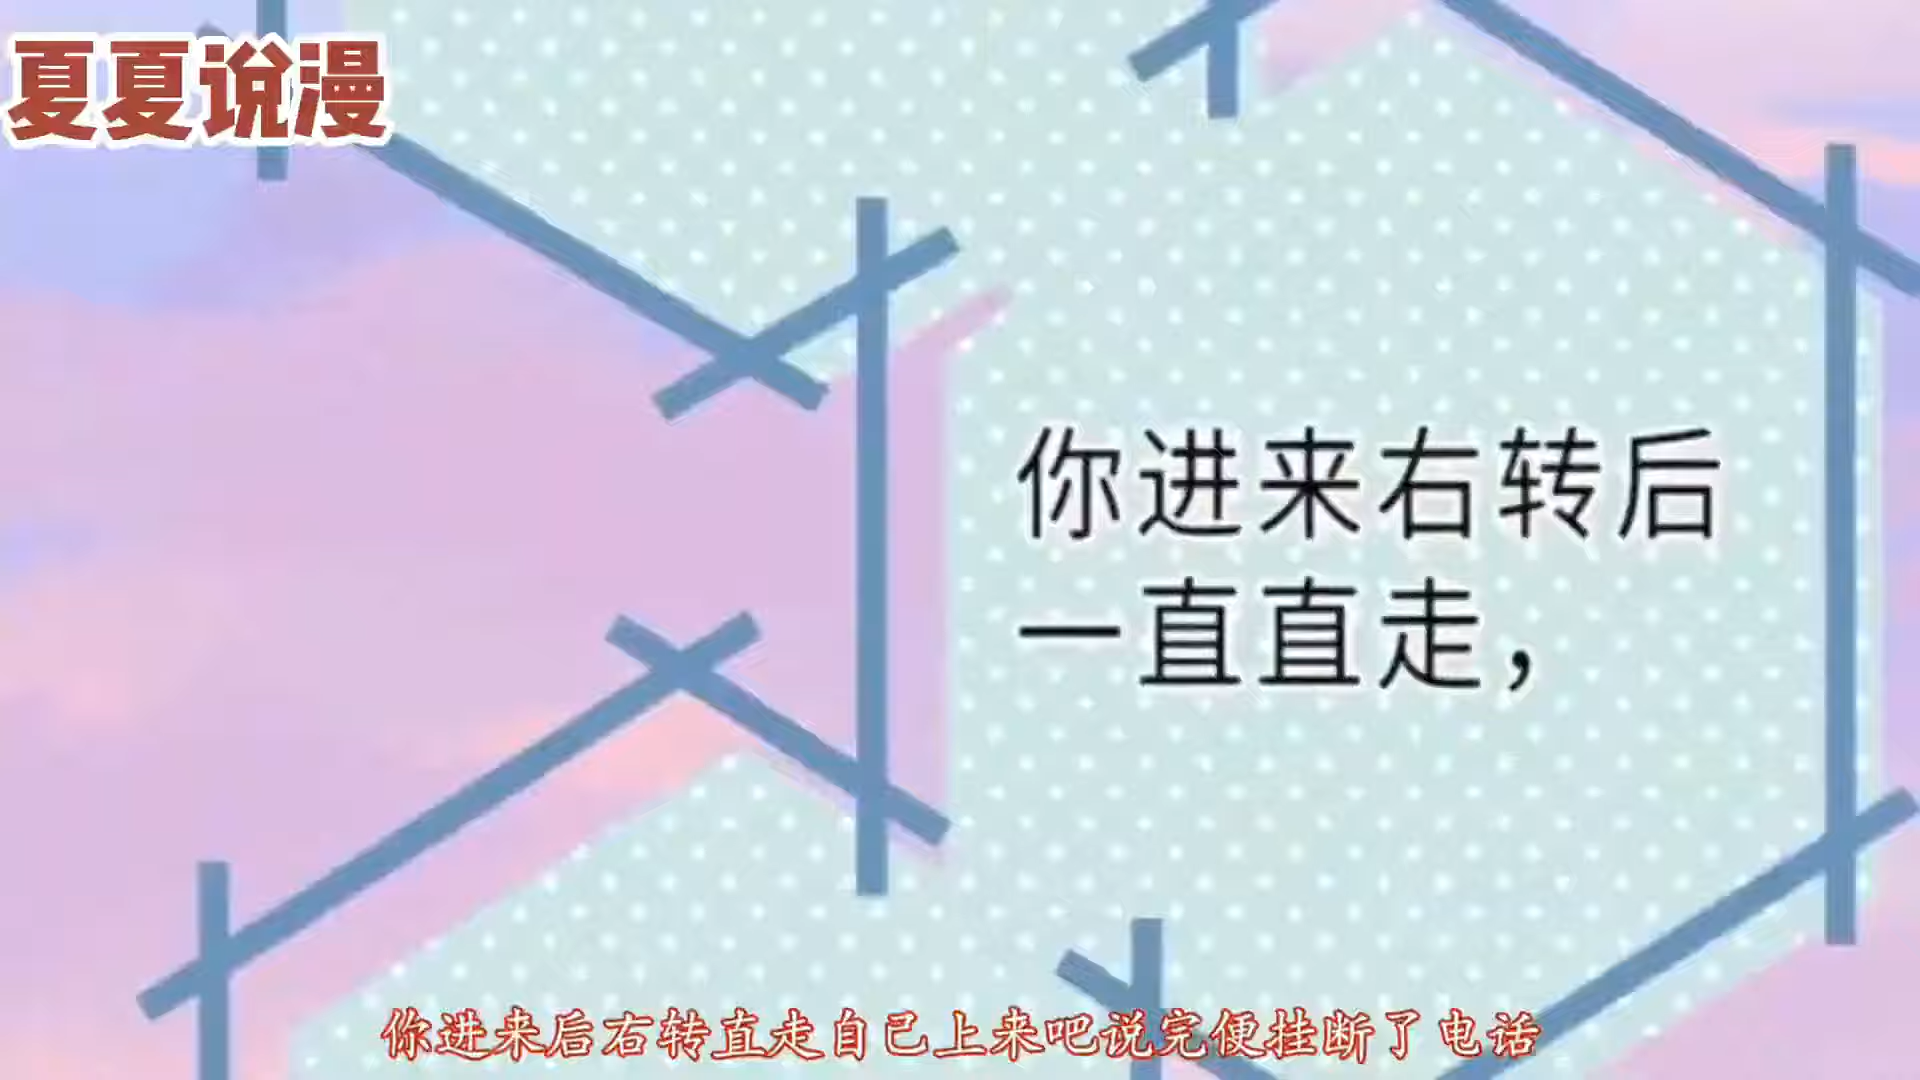 夏夏说漫
你进来右转后
一直直走，
你进来后右转直走自己上来吧说完便挂断了电话